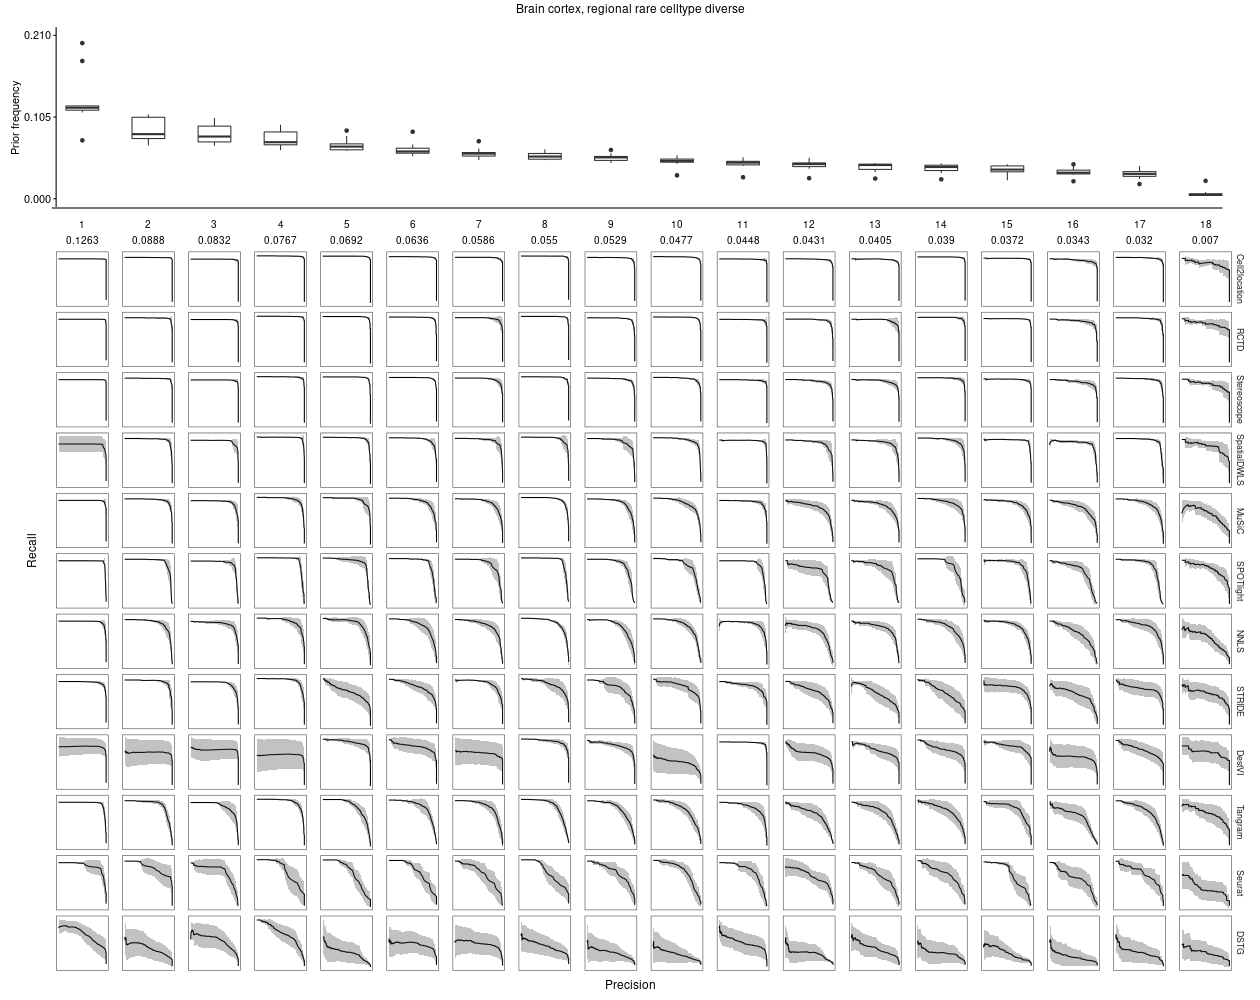 Brain cortex, regional rare celltype diverse
0.210
0.105
0.000
Prior frequency
1 2 3 4 5 6 7 8 9 10 11 12 13 14 15 16 17 18
0.1263 0.0888 0.0832 0.0767 0.0692 0.0636 0.0586 0.055 0.0529 0.0477 0.0448 0.0431 0.0405 0.039 0.0372 0.0343 0.032 0.007
Cell2location
RCTD
Stereoscope
SpatialDWLS
MuSiC
SPOTlight
NNLS
STRIDE
DestVI
Tangram
Seurat
DSTG
Recall
Precision